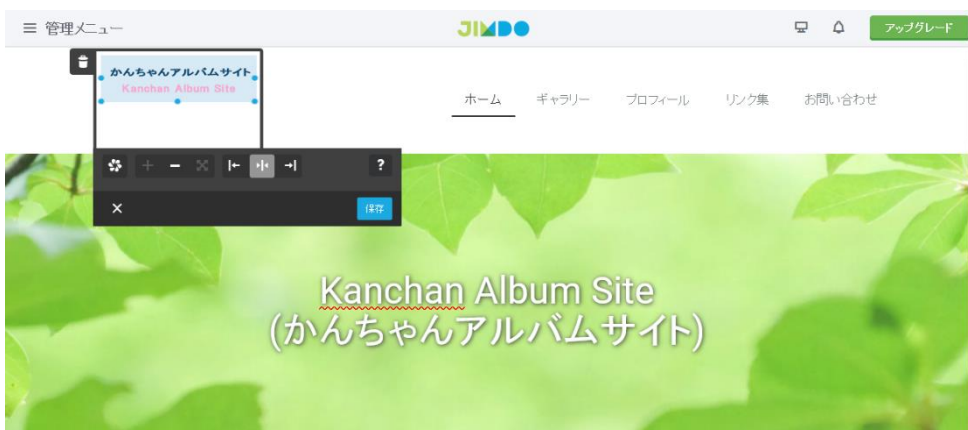 管理メニュー
JIMDO
アップグレード
かんちゃんアルバムサイト
Kanchan Album Site
ホーム
ギャラリー
プロフィール
リンク集
お問い合わせ
?
保存
Kanchan Album Site
(かんちゃんアルバムサイト)